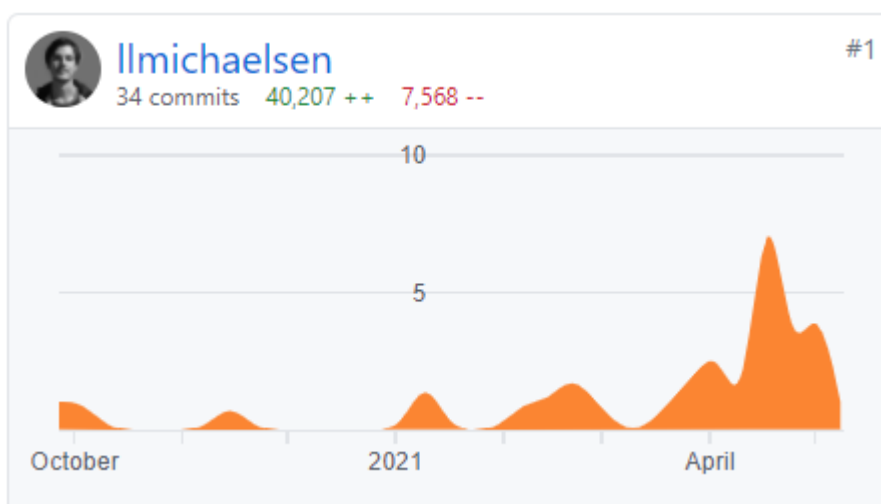 llmichaelsen
#1
34 commits 40,207 ++ 7,568 --
10
5
October 2021 April